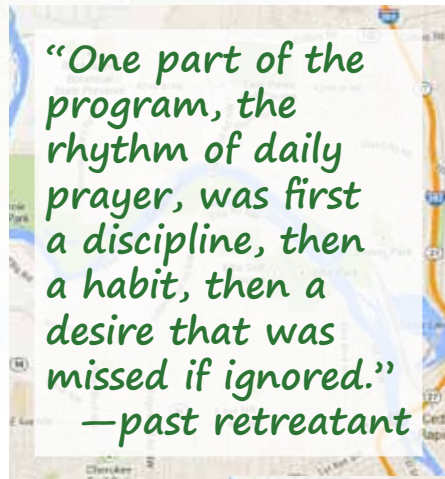 “One part of the
program, the
rhythm of daily
prayer, was first
a discipline, then
a habit, then a
desire that was
missed if ignored.”
—past retreatant
Cherokee